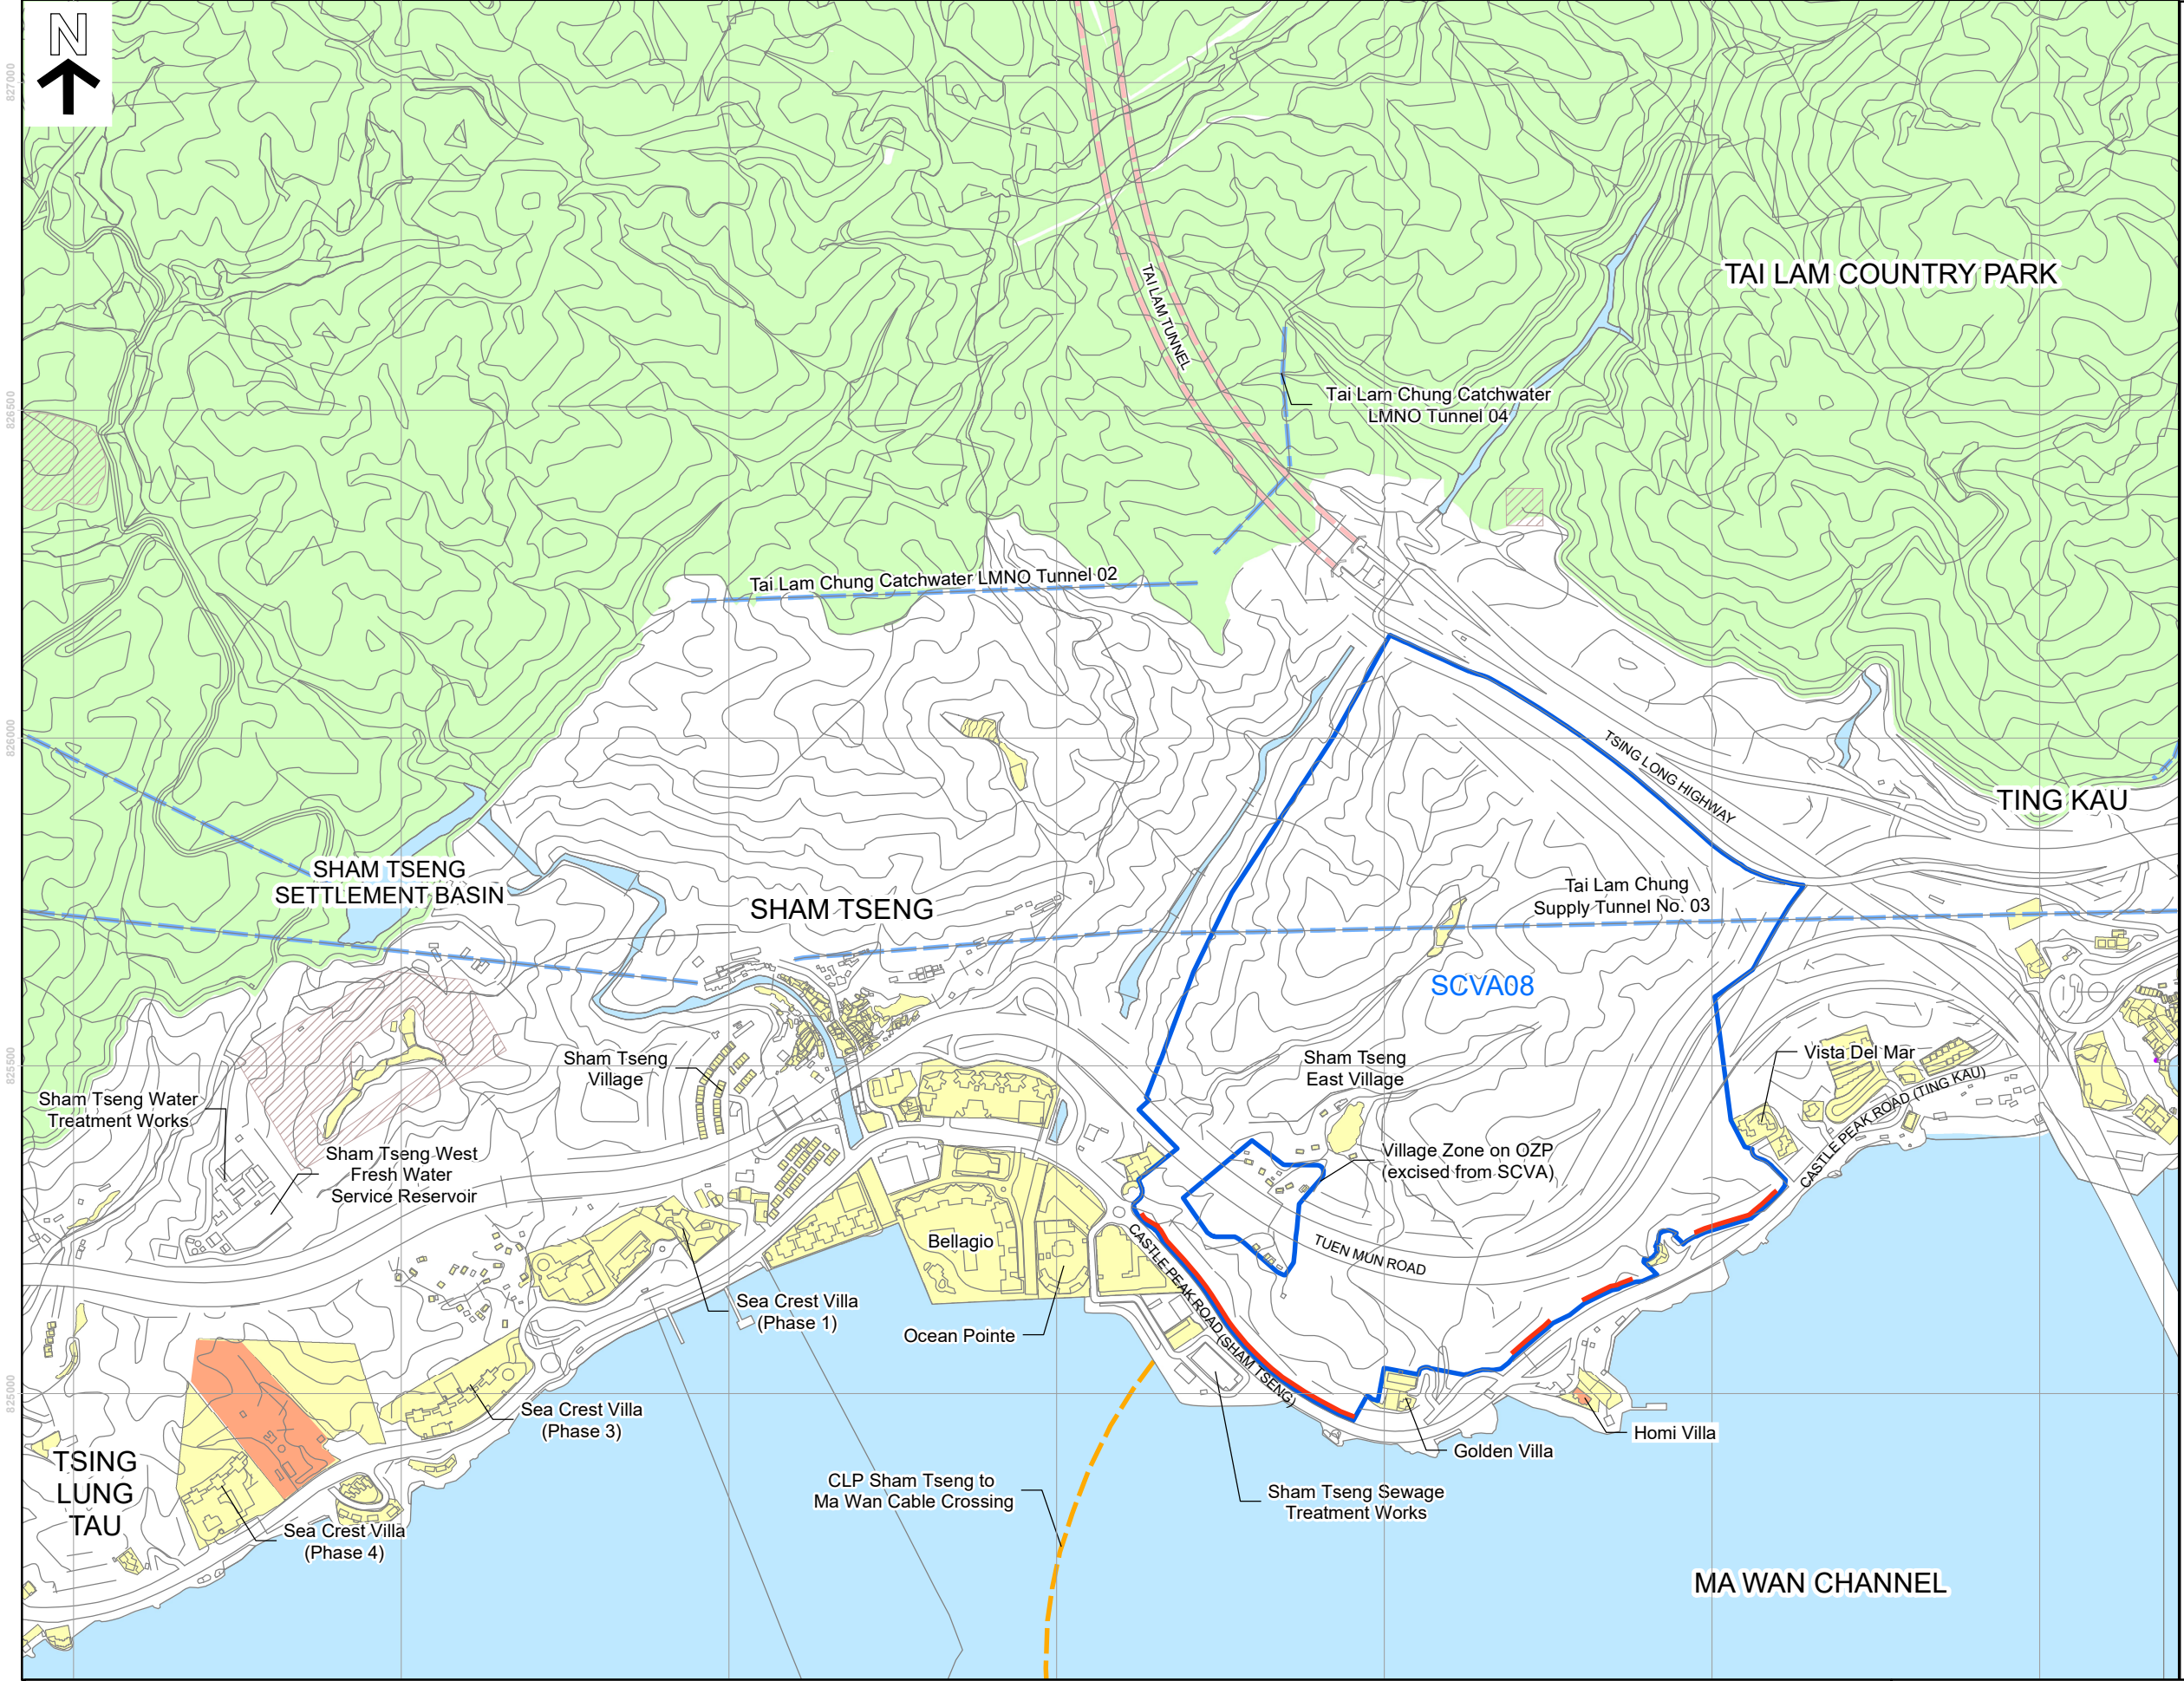 N
827000
TAI LAM COUNTRY PARK
TAI LAM TUNNEL
826500
Tai Lam Chung Catchwater
LMNO Tunnel 04
Tai Lam Chung Catchwater LMNO Tunnel 02
826000
TSING LONG HIGHWAY
TING KAU
SHAM TSENG
SETTLEMENT BASIN
SHAM TSENG
Tai Lam Chung
Supply Tunnel No. 03
SCVA08
825500
Sham Tseng
Village
Sham Tseng
East Village
Vista Del Mar
Sham Tseng Water
Treatment Works
CASTLE PEAK ROAD (TING KAU)
Sham Tseng West
Fresh Water
Service Reservoir
Village Zone on OZP
(excised from SCVA)
Bellagio
TUEN MUN ROAD
CASTLE PEAK ROAD (SHAM TSENG)
Sea Crest Villa
(Phase 1)
Ocean Pointe
825000
Sea Crest Villa
(Phase 3)
Homi Villa
Golden Villa
TSING
LUNG
TAU
CLP Sham Tseng to
Ma Wan Cable Crossing
Sham Tseng Sewage
Treatment Works
Sea Crest Villa
(Phase 4)
MA WAN CHANNEL